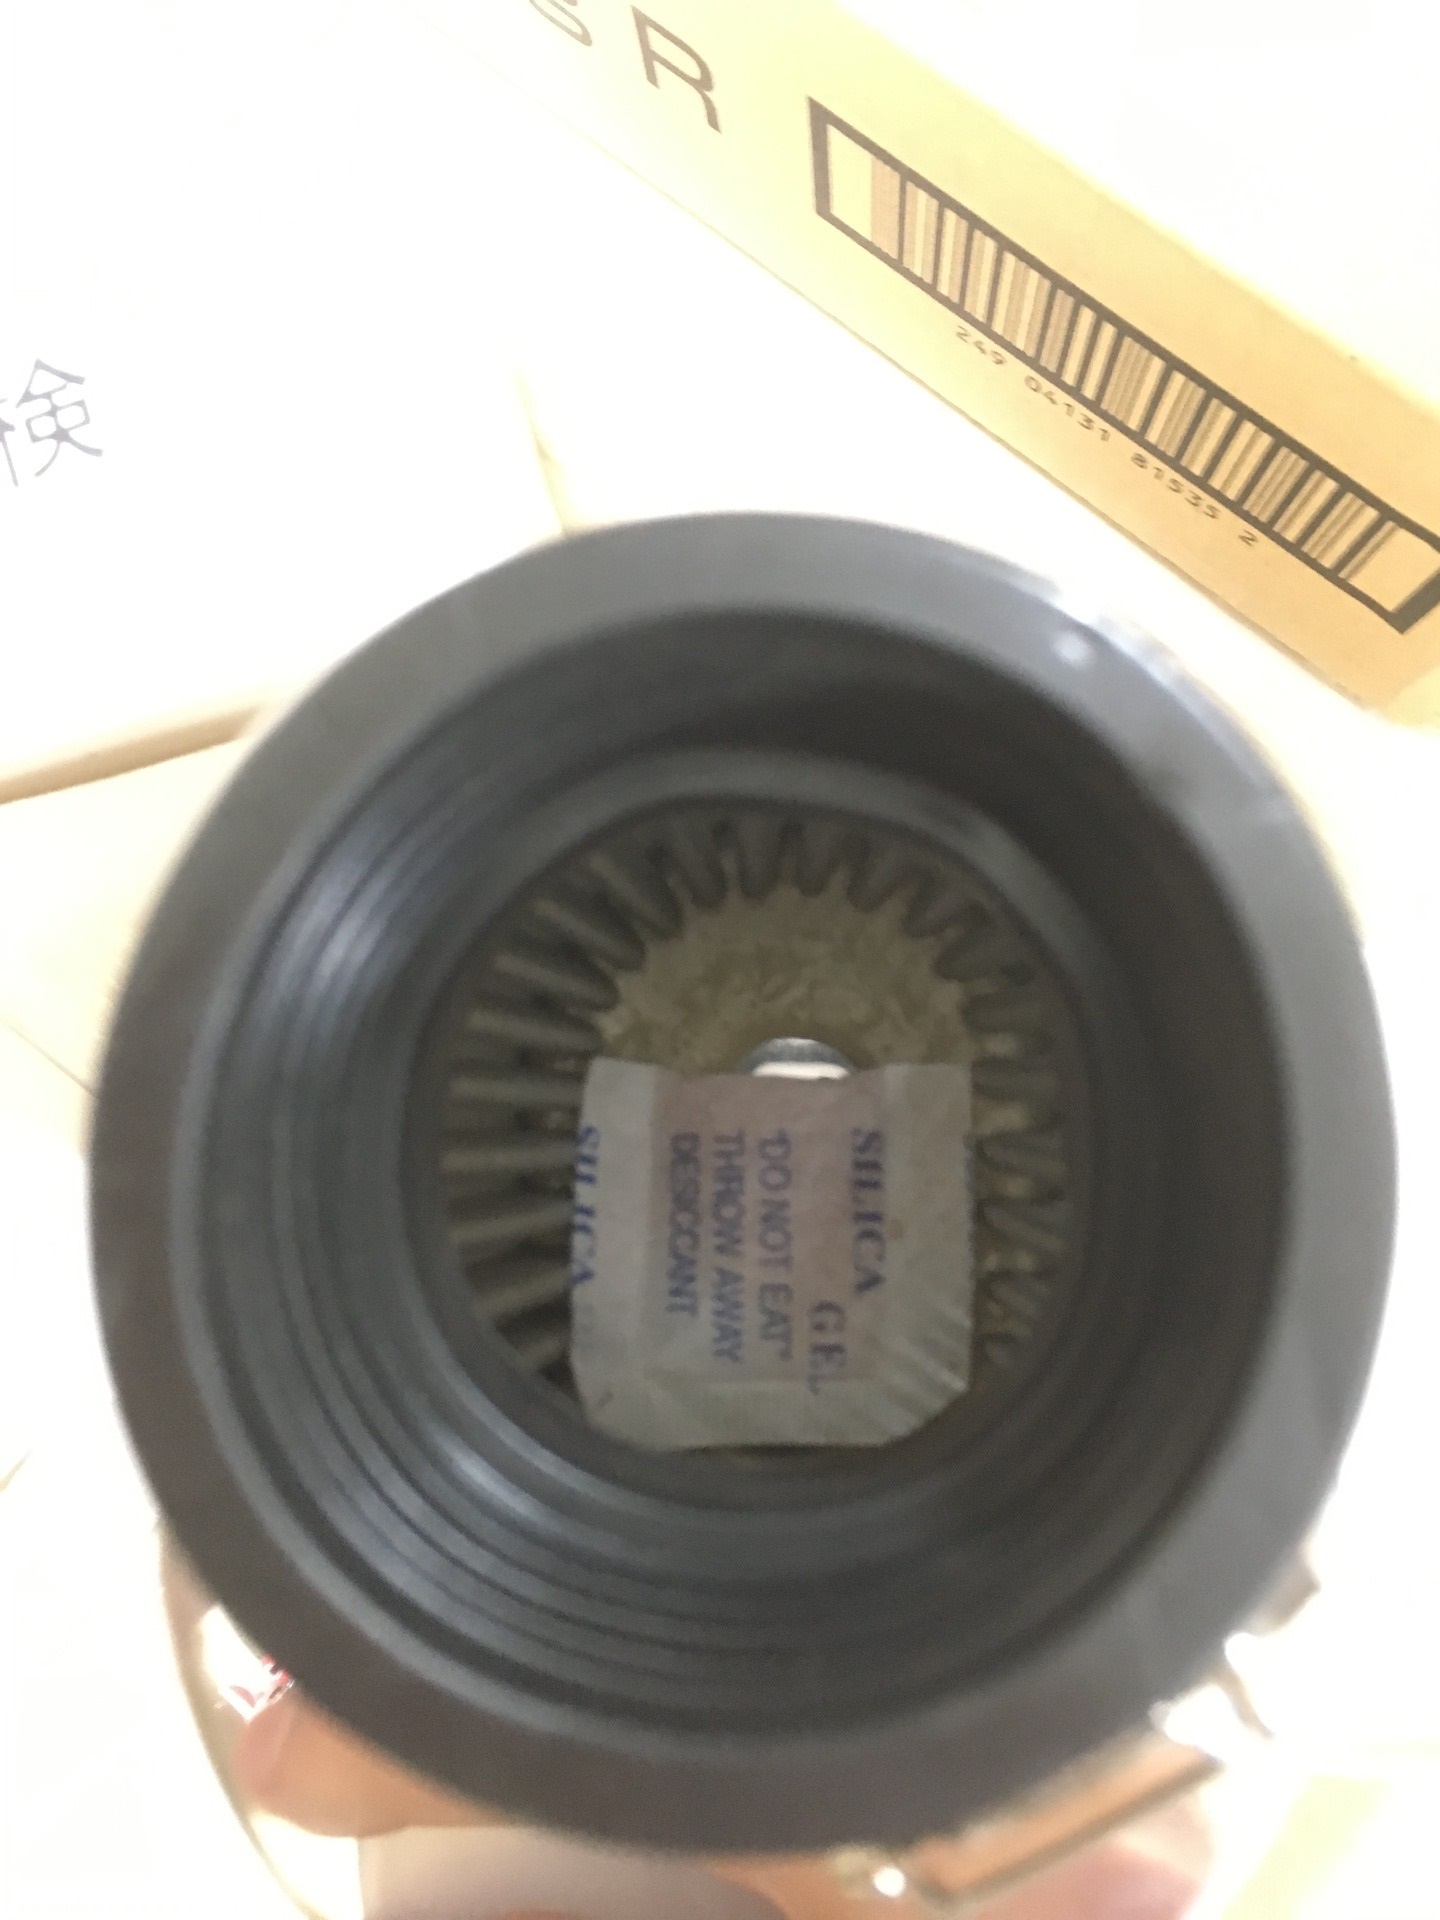 SR
249 04131 81535 2
検
SILICA GEL
"DO NOT EAT"
THROW AWAY
DESICCANT
SILICA